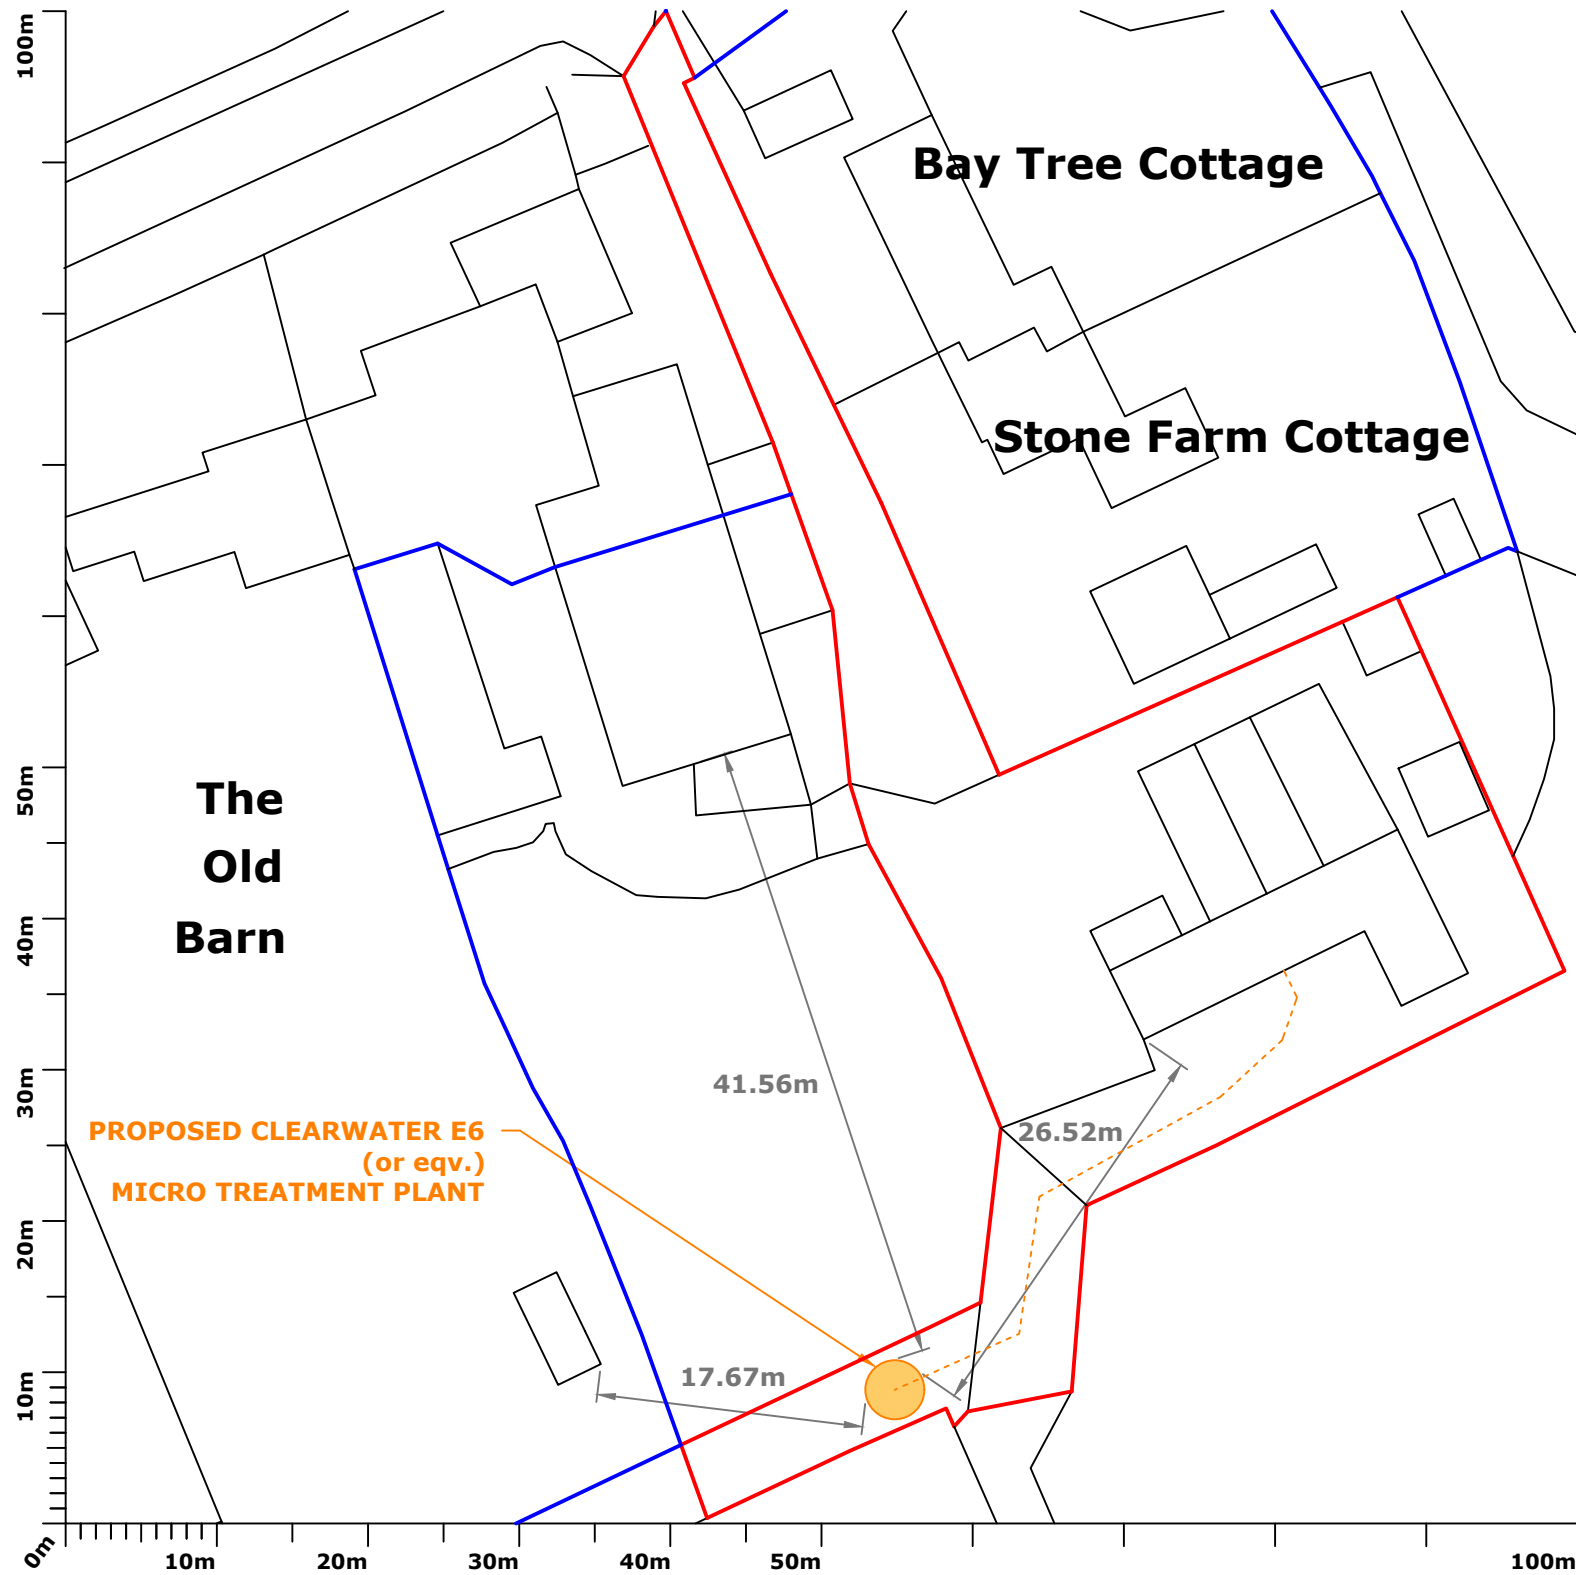 100m
Bay Tree Cottage
Stone Farm Cottage
50m
The
Old
Barn
40m
41.56m
30m
PROPOSED CLEARWATER E6
(or eqv.)
MICRO TREATMENT PLANT
26.52m
20m
17.67m
10m
0m
10m
20m
30m
40m
50m
100m